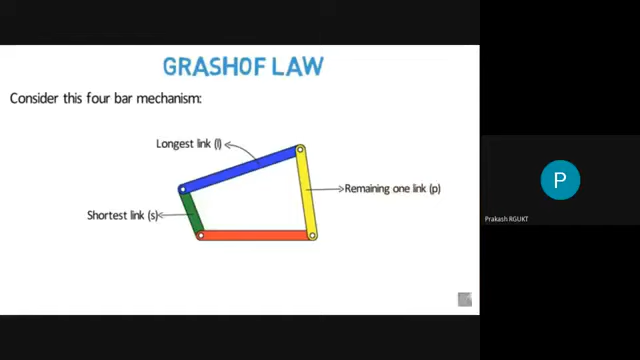 GRASHOF LAW
Consider this four bar mechanism:
Longest link (l)
Remaining one link (p)
Shortest link (s)
P
Prakash RGUKT